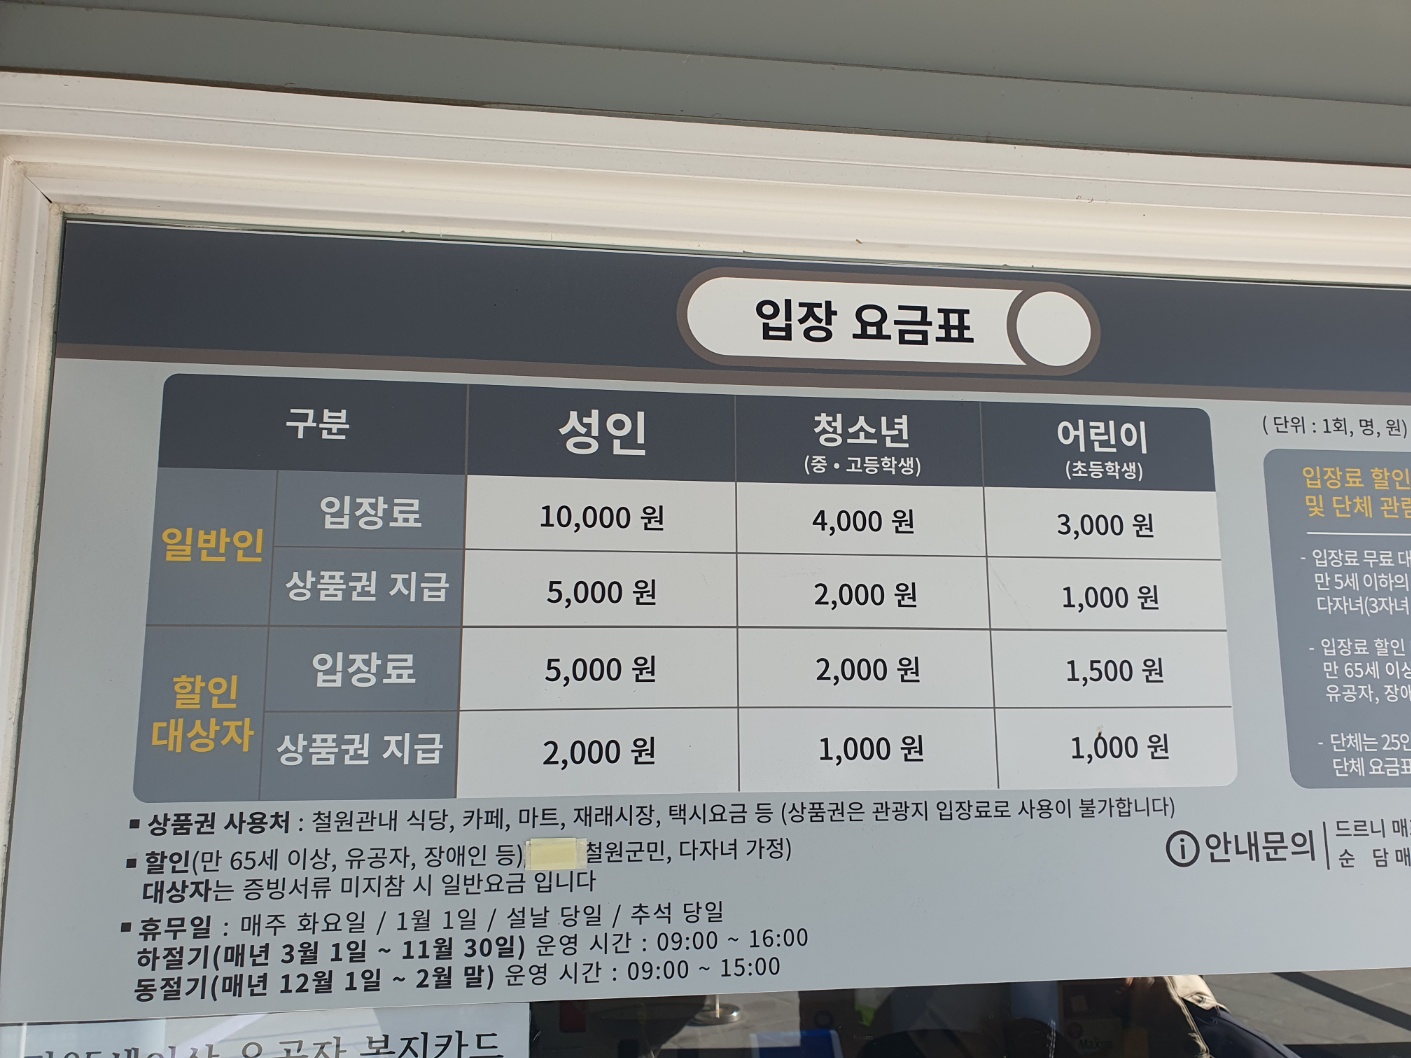 입장 요금표
(단위 : 1회, 명, 원)
구분 성인 청소년 어린이
(중 • 고등학생) (초등학생)
일반인 입장료 10,000 원 4,000 원 3,000 원
상품권 지급 5,000 원 2,000 원 1,000 원
할인 대상자 입장료 5,000 원 2,000 원 1,500 원
상품권 지급 2,000 원 1,000 원 1,000 원
입장료 할인
및 단체
- 입장료 무료
만 5세 이하의
다자녀(3자녀
- 입장료 할인
만 65세 이상
유공자,
- 단체는 25인
단체 요금표
▪ 상품권 사용처 : 철원관내 식당, 카페, 마트, 재래시장, 택시요금 등 (상품권은 관광지 입장료로 사용이 불가합니다)
▪ 할인(만 65세 이상, 유공자, 장애인 등) 철원군민, 다자녀 가정)
대상자는 증빙서류 미지참 시 일반요금 입니다
▪ 휴무일 : 매주 화요일 / 1월 1일 / 설날 당일 / 추석 당일
하절기(매년 3월 1일 ~ 11월 30일) 운영 시간 : 09:00 ~ 16:00
동절기(매년 12월 1일 ~ 2월 말) 운영 시간 : 09:00 ~ 15:00
안내문의 드르니
순 담
유공자 복지카드